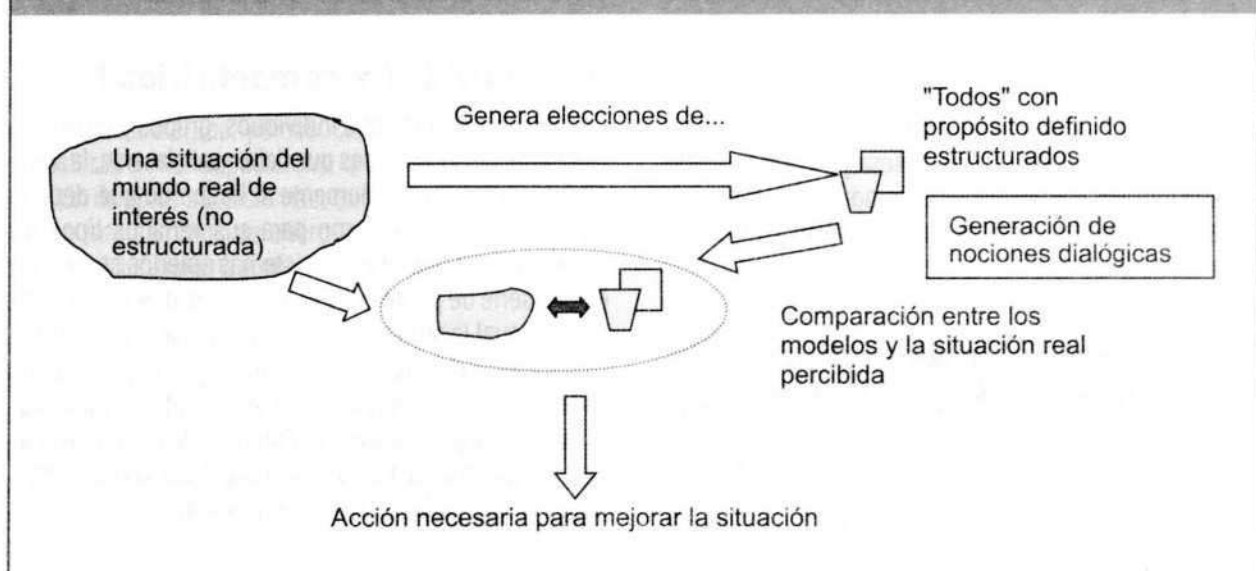 Una situación del
mundo real de
interés (no
estructurada)
Genera elecciones de...
"Todos" con
propósito definido
estructurados
Generación de
nociones dialógicas
Comparación entre los
modelos y la situación real
percibida
Acción necesaria para mejorar la situación